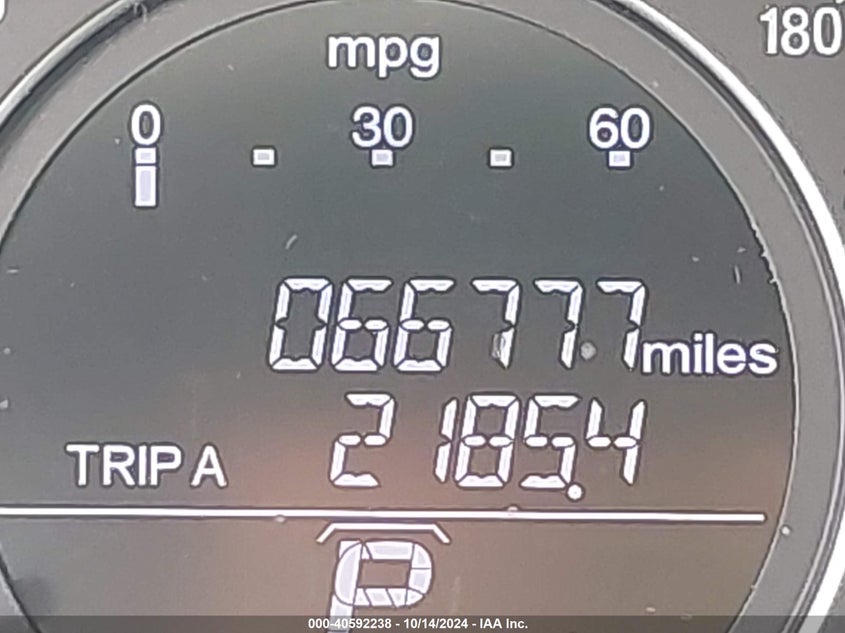 180
mpg
0 30 60
066777 miles
TRIP A 2185.4
P
000-40592238 - 10/14/2024 - IAA Inc.